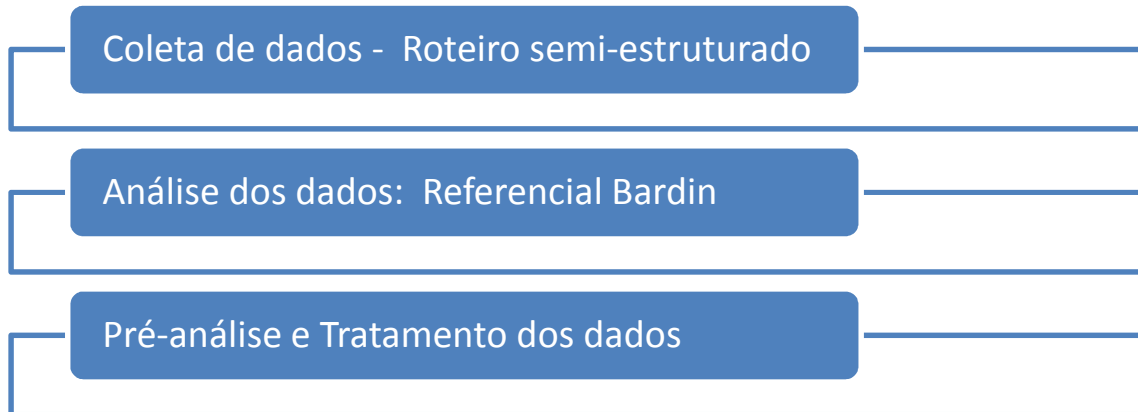 Coleta de dados - Roteiro semi-estruturado
Análise dos dados: Referencial Bardin
Pré-análise e Tratamento dos dados